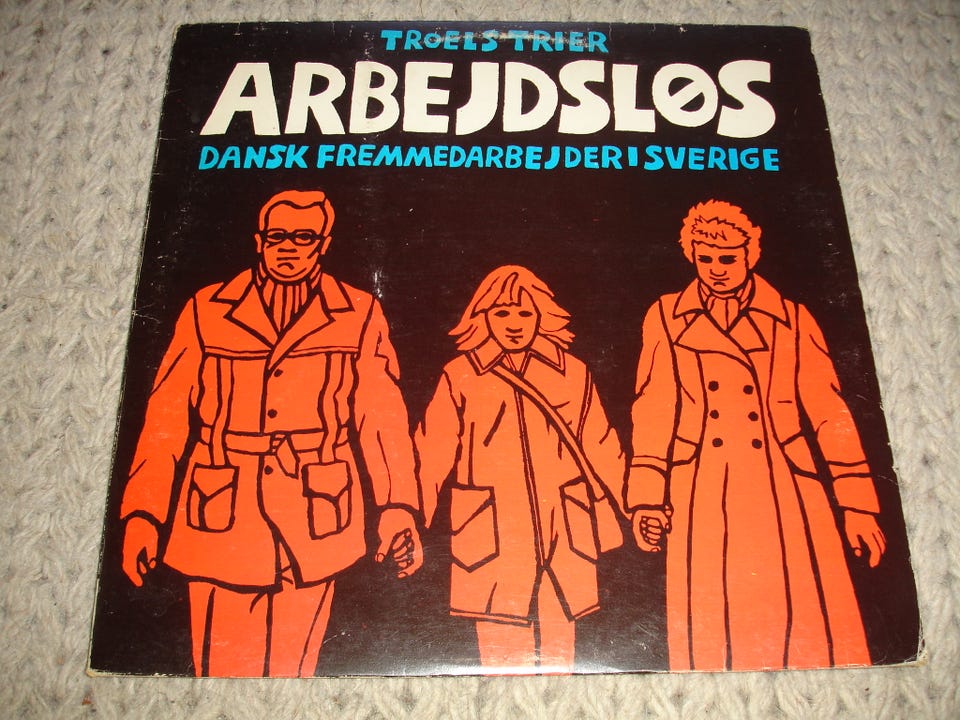 TROELS TRIER
ARBEJDSLØS
DANSK FREMMEDARBEJDER I SVERIGE